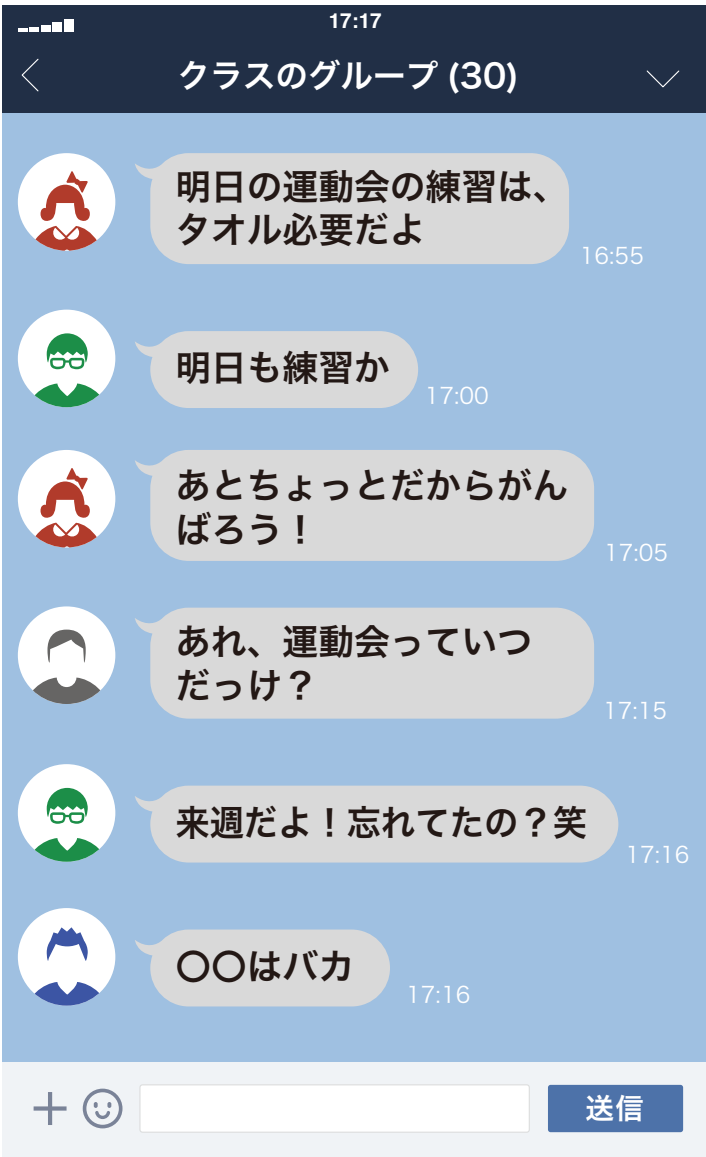 17:17
クラスのグループ (30)
明日の運動会の練習は、
タオル必要だよ
16:55
明日も練習か
17:00
あとちょっとだからがん
ばろう！
17:05
あれ、運動会っていつ
だっけ？
17:15
来週だよ！忘れてたの？笑
17:16
〇〇はバカ
17:16
送信